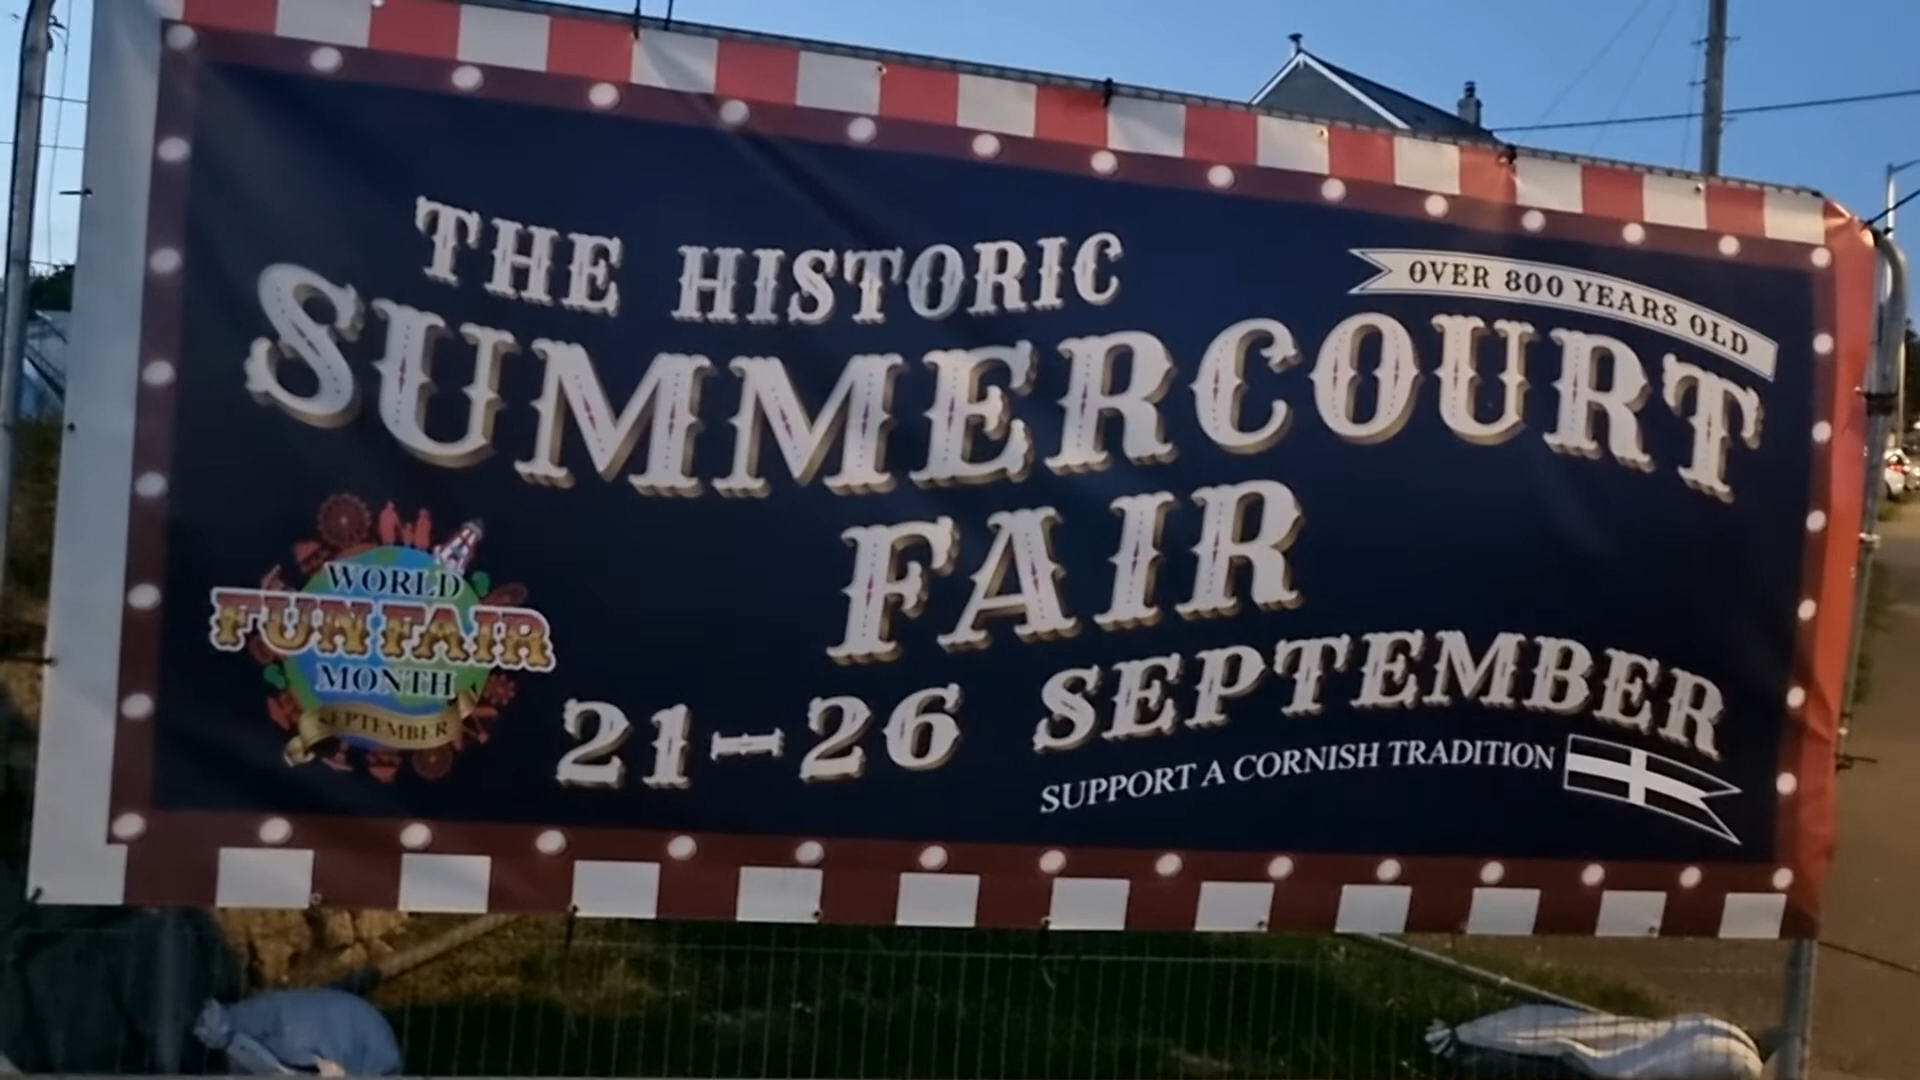 THE HISTORIC
OVER 800 YEARS OLD
SUMMERCOURT
FAIR
WORLD
FUN FAIR
MONTH
SEPTEMBER
21-26 SEPTEMBER
SUPPORT A CORNISH TRADITION